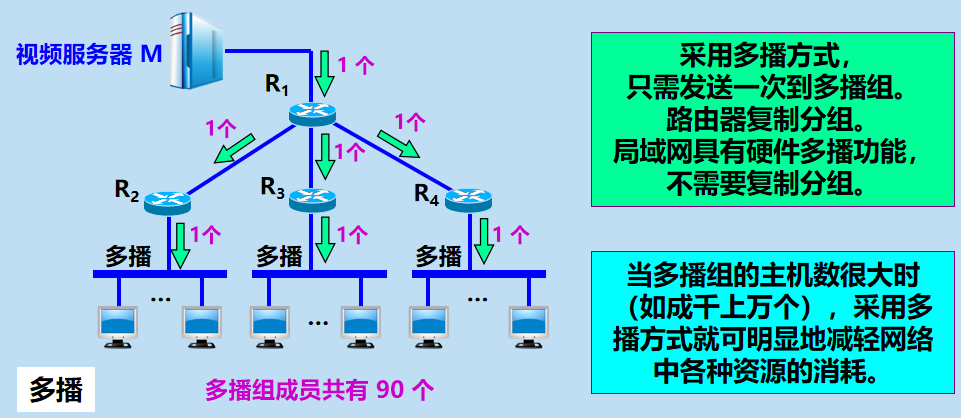 视频服务器 M
1 个
R1
1个
1个
1个
R2
R3
R4
1个
1个
1 个
多播
多播
多播
...
...
...
多播
多播组成员共有 90 个
采用多播方式，
只需发送一次到多播组。
路由器复制分组。
局域网具有硬件多播功能，
不需要复制分组。
当多播组的主机数很大时
（如成千上万个），采用多
播方式就可明显地减轻网络
中各种资源的消耗。